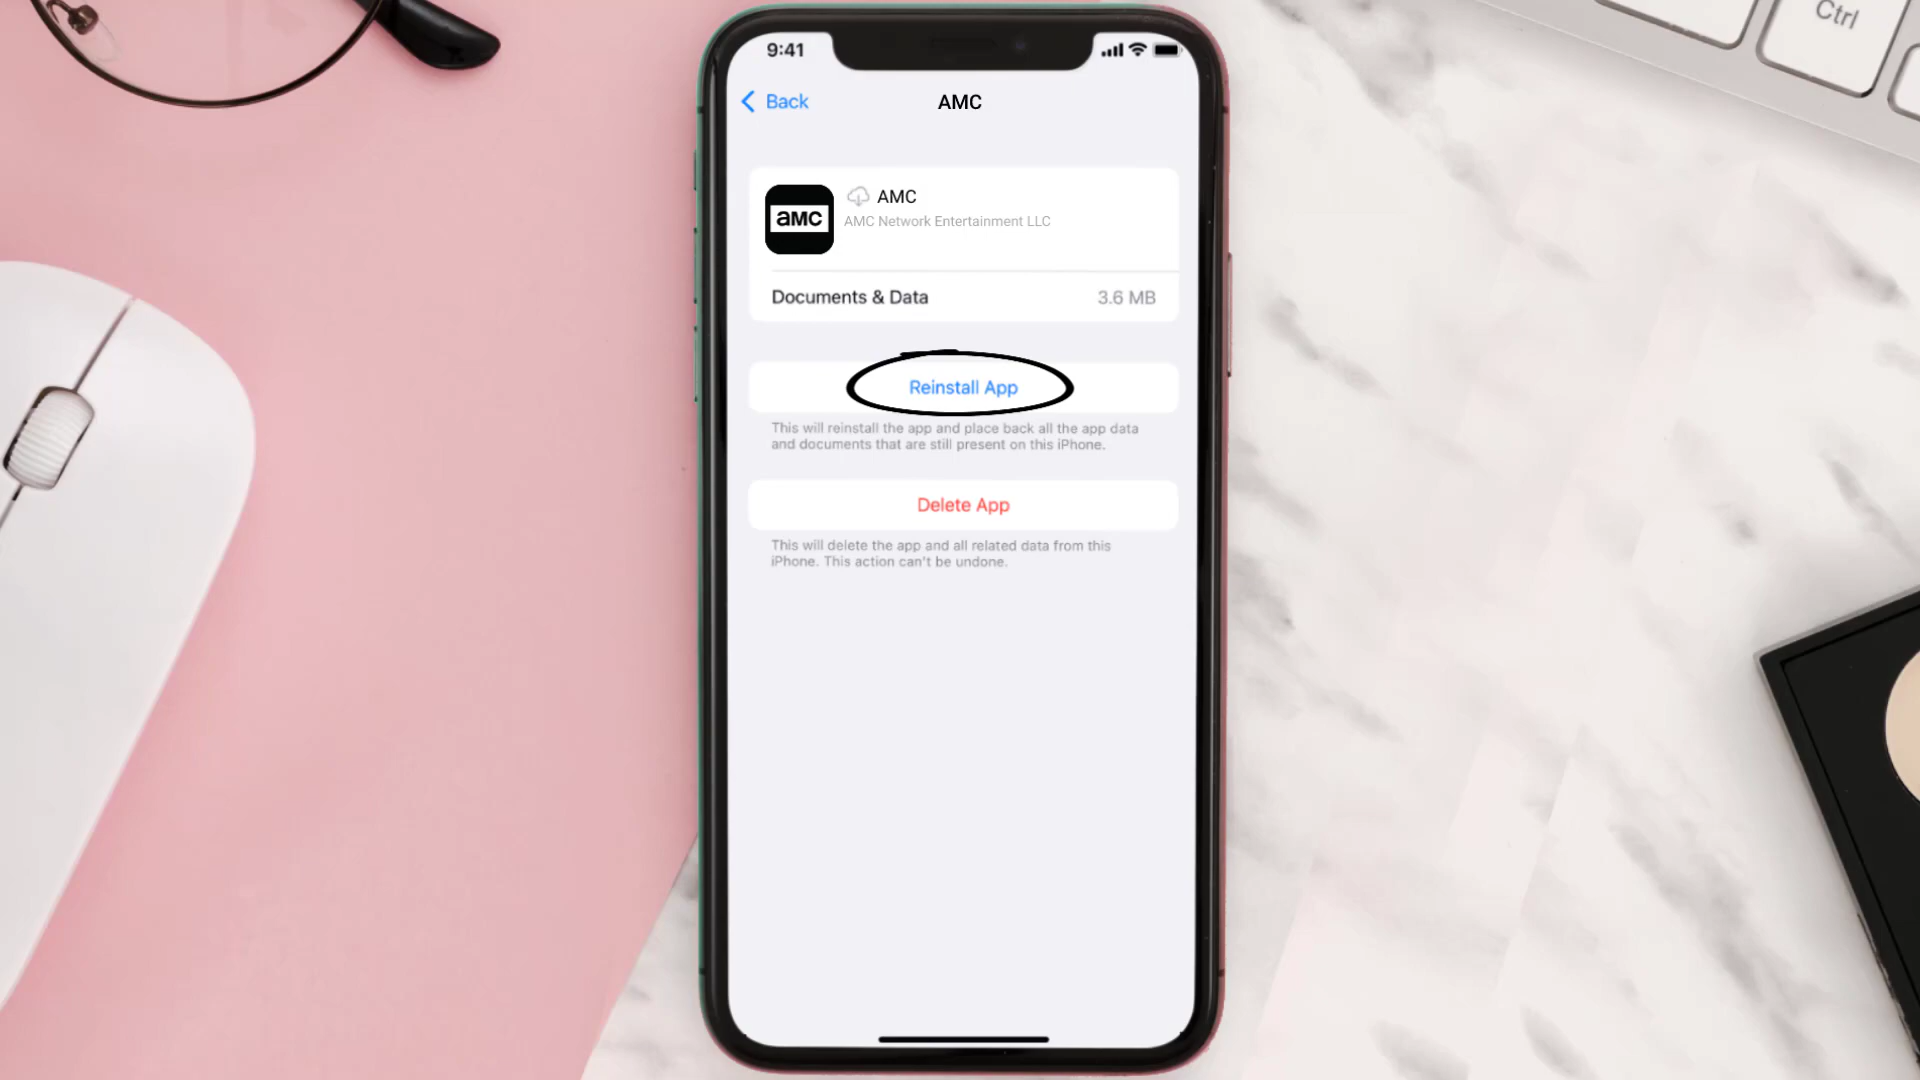 Ctrl
9:41
Back
AMC
aMC
AMC
AMC Network Entertainment LLC
Documents & Data
3.6 MB
Reinstall App
This will reinstall the app and place back all the app data
and documents that are still present on this iPhone.
Delete App
This will delete the app and all related data from this
iPhone. This action can't be undone.